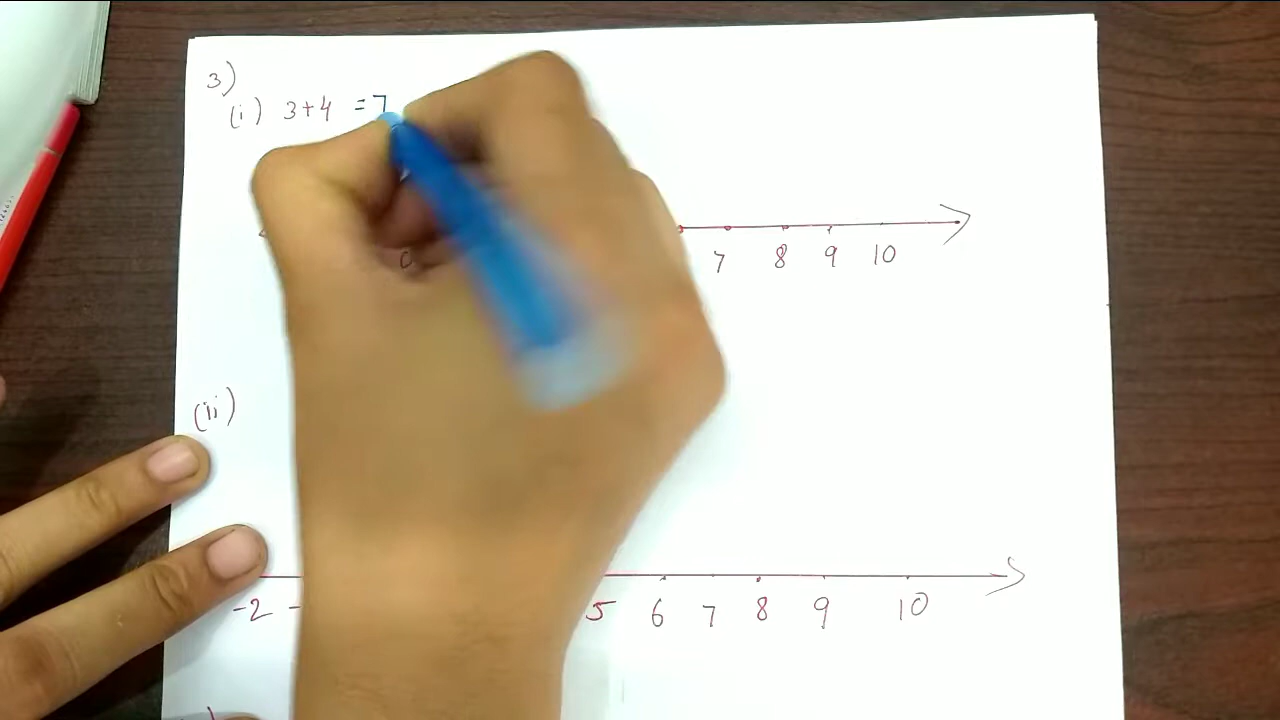 3)
(i) 3+4 =7
0 7 8 9 10
(ii)
-2 - 5 6 7 8 9 10